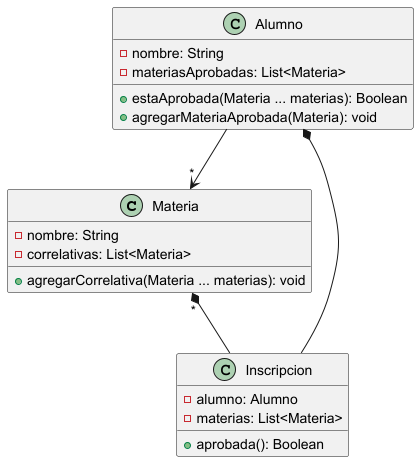 C Alumno
nombre: String
materiasAprobadas: List<Materia>
estaAprobada(Materia ... materias): Boolean
agregarMateriaAprobada(Materia): void
*
C Materia
nombre: String
correlativas: List<Materia>
agregarCorrelativa(Materia ... materias): void
*
C Inscripcion
alumno: Alumno
materias: List<Materia>
aprobada(): Boolean